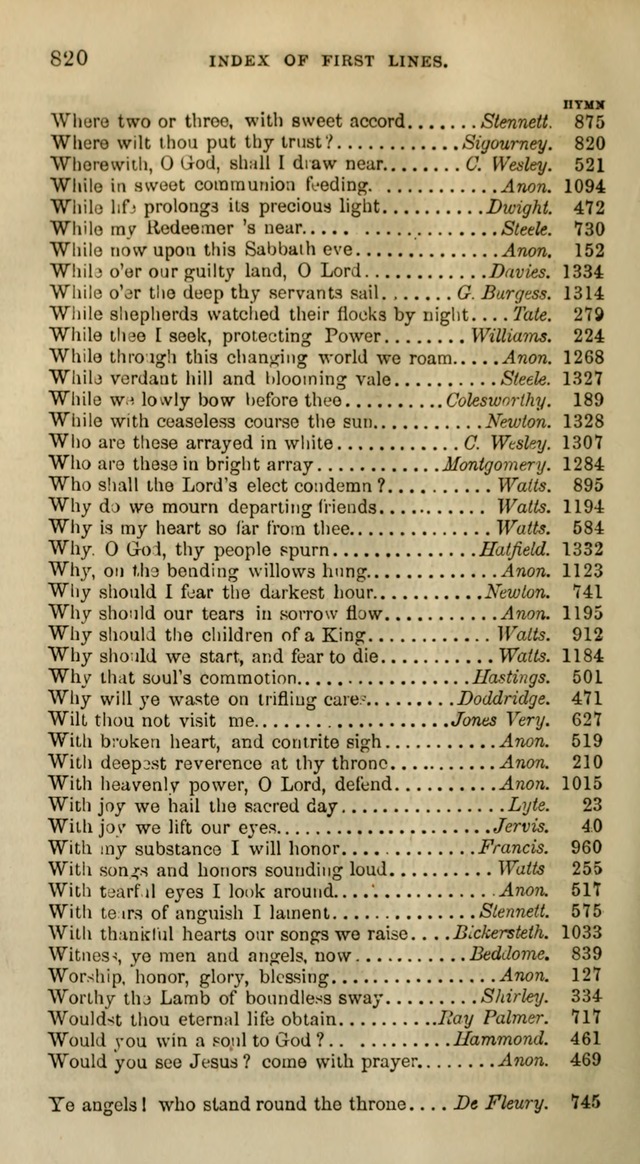 820 INDEX OF FIRST LINES.
HYMN
Where two or three, with sweet accord.......Stennett. 875
Where wilt thou put thy trust?............Sigourney. 820
Wherewith, O God, shall I draw near........C. Wesley. 521
While in sweet communion feeding. ...........Anon. 1094
While life prolongs its precious light..........Dwight. 472
While my Redeemer 's near..... ..............Steele. 730
While now upon this Sabbath eve............Anon. 152
While o'er our guilty land, O Lord............Davies. 1334
While o'er the deep thy servants sail.......G. Burgess. 1314
While shepherds watched their flocks by night....Tate. 279
While thee I seek, protecting Power........Williams. 224
While through this changing world we roam.....Anon. 1268
While verdant hill and blooming vale..........Steele. 1327
While we lowly bow before thee..........Colesworthy. 189
While with ceaseless course the sun...........Newton. 1328
Who are these arrayed in white............C. Wesley. 1307
Who are these in bright array............Montgomery. 1284
Who shall the Lord's elect condemn?.......... Watts. 895
Why do we mourn departing friends........... Watts. 1194
Why is my heart so far from thee..............Watts. 584
Why. O God, thy people spurn.............Hatfield. 1332
Why, on the bending willows hung............Anon. 1123
Why should I fear the darkest hour..........Newton. 741
Why should our tears in sorrow flow..........Anon. 1195
Why should the children of a King............ Watts. 912
Why should we start, and fear to die.......... Watts. 1184
Why that soul's commotion................Hastings. 501
Why will ye waste on trifling cares.........Doddridge. 471
Wilt thou not visit me...................Jones Very. 627
With broken heart, and contrite sigh..........Anon. 519
With deepest reverence at thy throne..........Anon. 210
With heavenly power, O Lord, defend..........Anon. 1015
With joy we hail the sacred day................Lyte. 23
With joy we lift our eyes.....................Jervis. 40
With my substance I will honor.............Francis. 960
With songs and honors sounding loud.......... Watts 255
With tearful eyes I look around...............Anon. 517
With tears of anguish I lament..............Stennett. 575
With thankful hearts our songs we raise....Bickersteth. 1033
Witness, ye men and angels, now...........Beddome. 839
Worship, honor, glory, blessing................Anon. 127
Worthy the Lamb of boundless sway.........Shirley. 334
Wouldst thou eternal life obtain..........Ray Palmer. 717
Would you win a soul to God?.. .........Hammond. 461
Would you see Jesus? come with prayer........Anon. 469
Ye angels! who stand round the throne.... De Fleury. 745